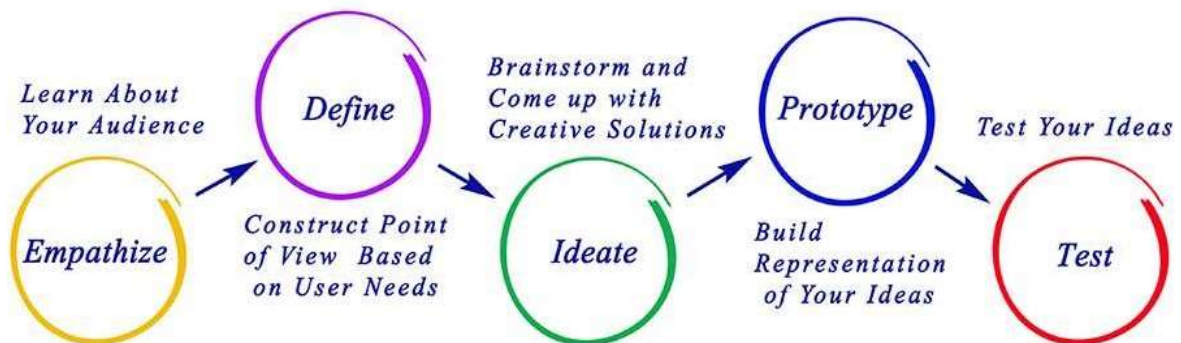 Learn About
Your Audience
Empathize
Define
Construct Point
of View Based
on User Needs
Brainstorm and
Come up with
Creative Solutions
Ideate
Prototype
Build
Representation
of Your Ideas
Test Your Ideas
Test